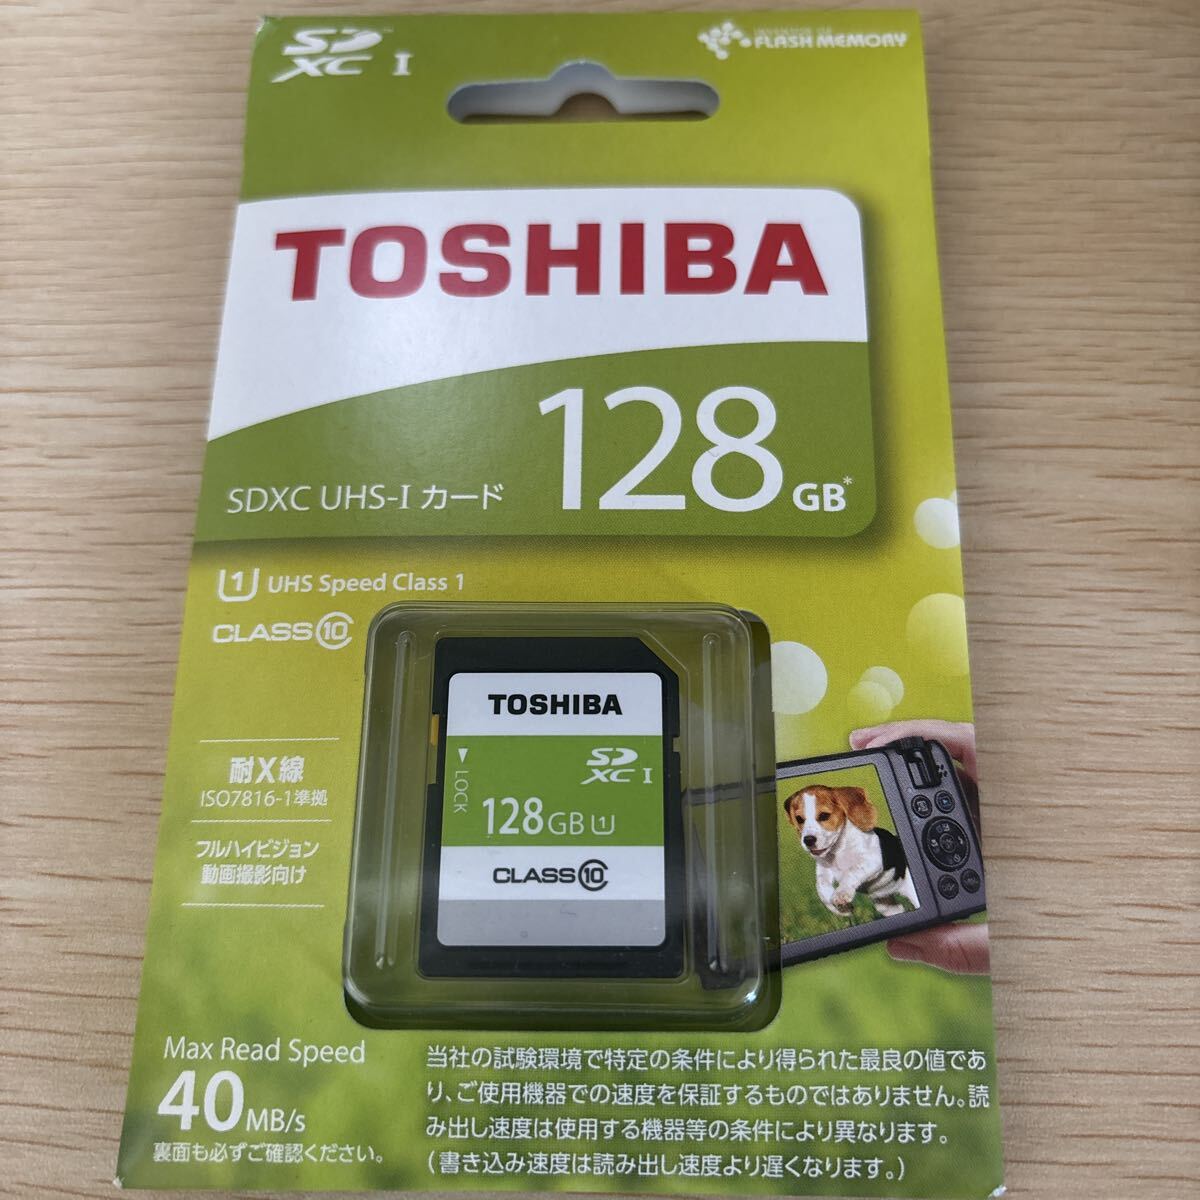 SD XC I
INVENTOR OF
FLASH MEMORY
TOSHIBA
128 GB*
SDXC UHS-I カード
1 UHS Speed Class 1
CLASS 10
耐X線
ISO7816-1準拠
フルハイビジョン
動画撮影向け
TOSHIBA
SD XC I
LOCK
128GB 1
CLASS 10
Max Read Speed
40 MB/s
裏面も必ずご確認ください。
当社の試験環境で特定の条件により得られた最良の値であ
り、ご使用機器での速度を保証するものではありません。読
み出し速度は使用する機器等の条件により異なります。
(書き込み速度は読み出し速度より遅くなります。)